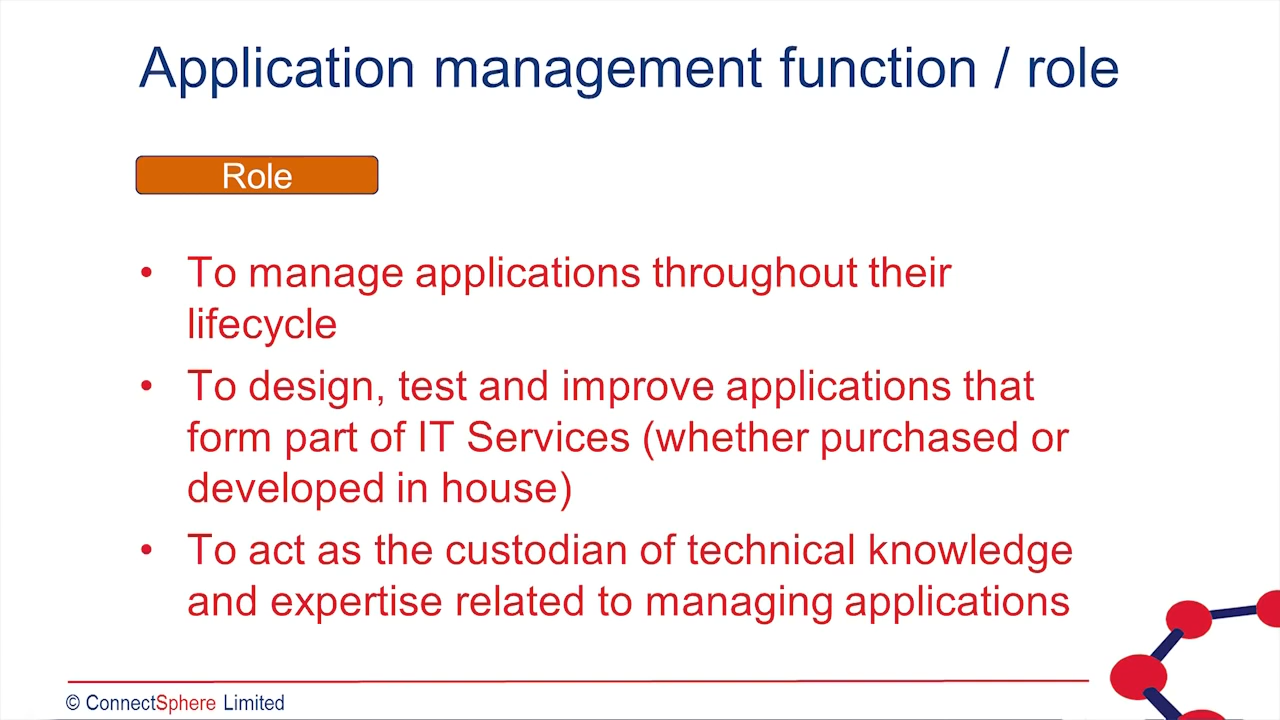 Application management function / role
Role
• To manage applications throughout their
lifecycle
• To design, test and improve applications that
form part of IT Services (whether purchased or
developed in house)
• To act as the custodian of technical knowledge
and expertise related to managing applications
© ConnectSphere Limited